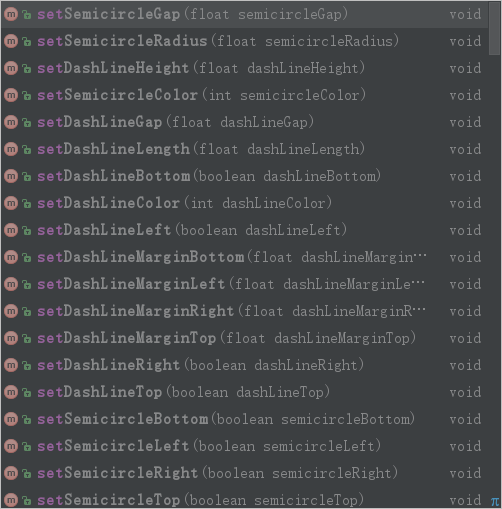 setSemicircleGap(float semicircleGap) void
setSemicircleRadius(float semicircleRadius) void
setDashLineHeight(float dashLineHeight) void
setSemicircleColor(int semicircleColor) void
setDashLineGap(float dashLineGap) void
setDashLineLength(float dashLineLength) void
setDashLineBottom(boolean dashLineBottom) void
setDashLineColor(int dashLineColor) void
setDashLineLeft(boolean dashLineLeft) void
setDashLineMarginBottom(float dashLineMargin… void
setDashLineMarginLeft(float dashLineMarginLe… void
setDashLineMarginRight(float dashLineMarginR… void
setDashLineMarginTop(float dashLineMarginTop) void
setDashLineRight(boolean dashLineRight) void
setDashLineTop(boolean dashLineTop) void
setSemicircleBottom(boolean semicircleBottom) void
setSemicircleLeft(boolean semicircleLeft) void
setSemicircleRight(boolean semicircleRight) void
setSemicircleTop(boolean semicircleTop) void π